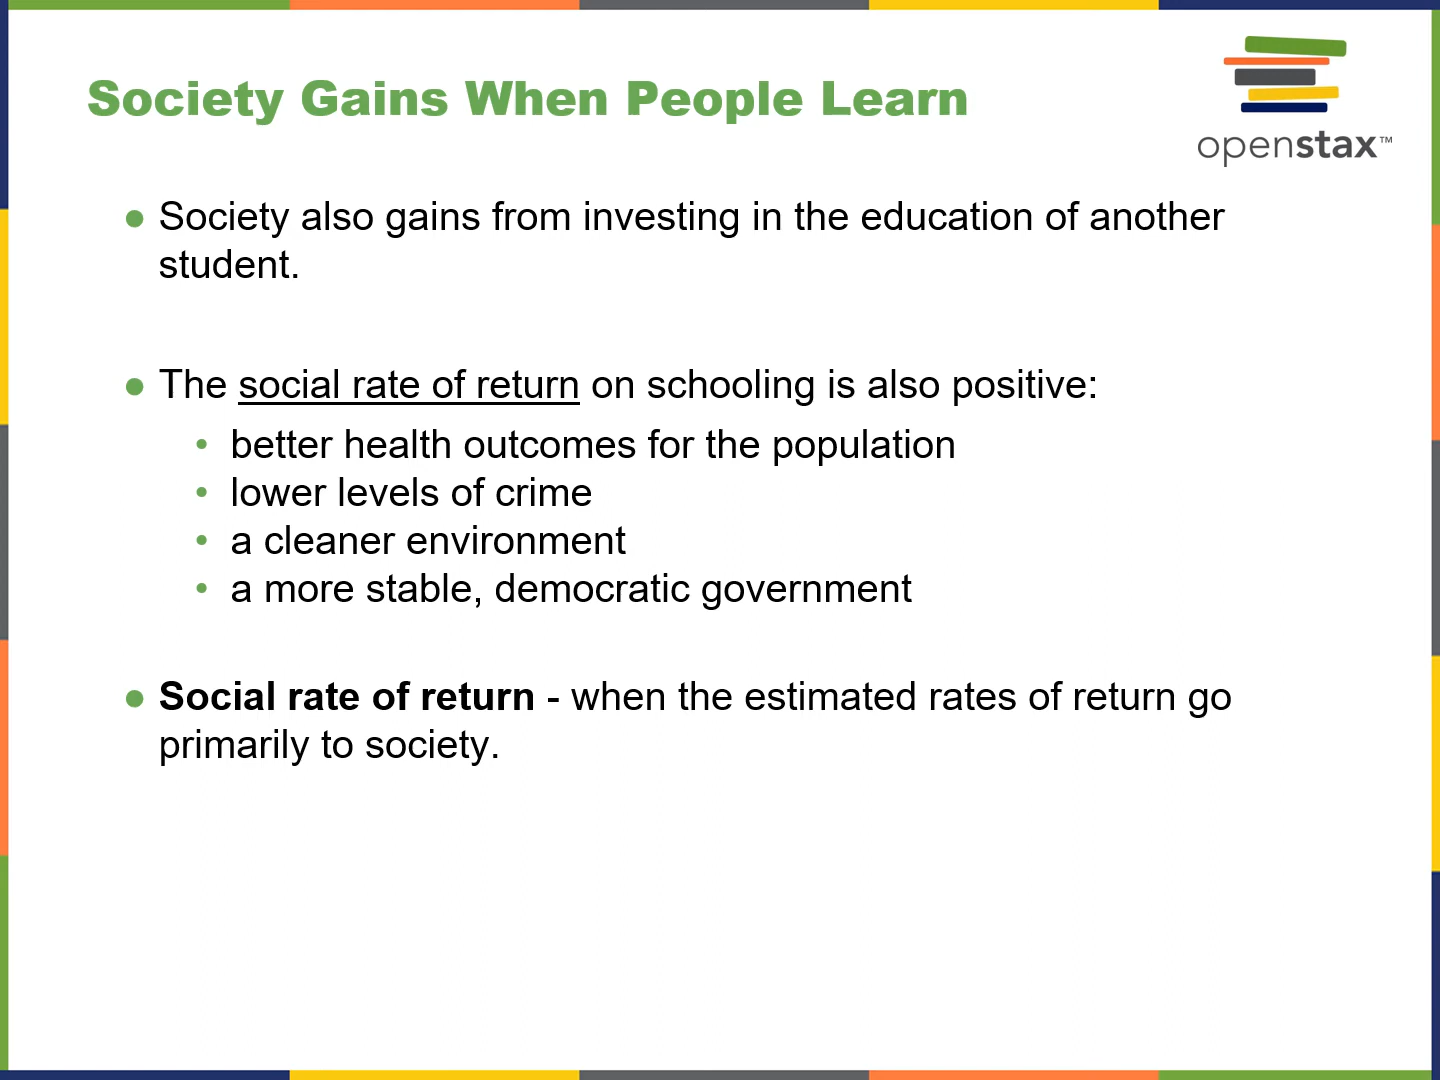 Society Gains When People Learn
openstax™
● Society also gains from investing in the education of another
student.
● The social rate of return on schooling is also positive:
• better health outcomes for the population
• lower levels of crime
• a cleaner environment
• a more stable, democratic government
● Social rate of return - when the estimated rates of return go
primarily to society.